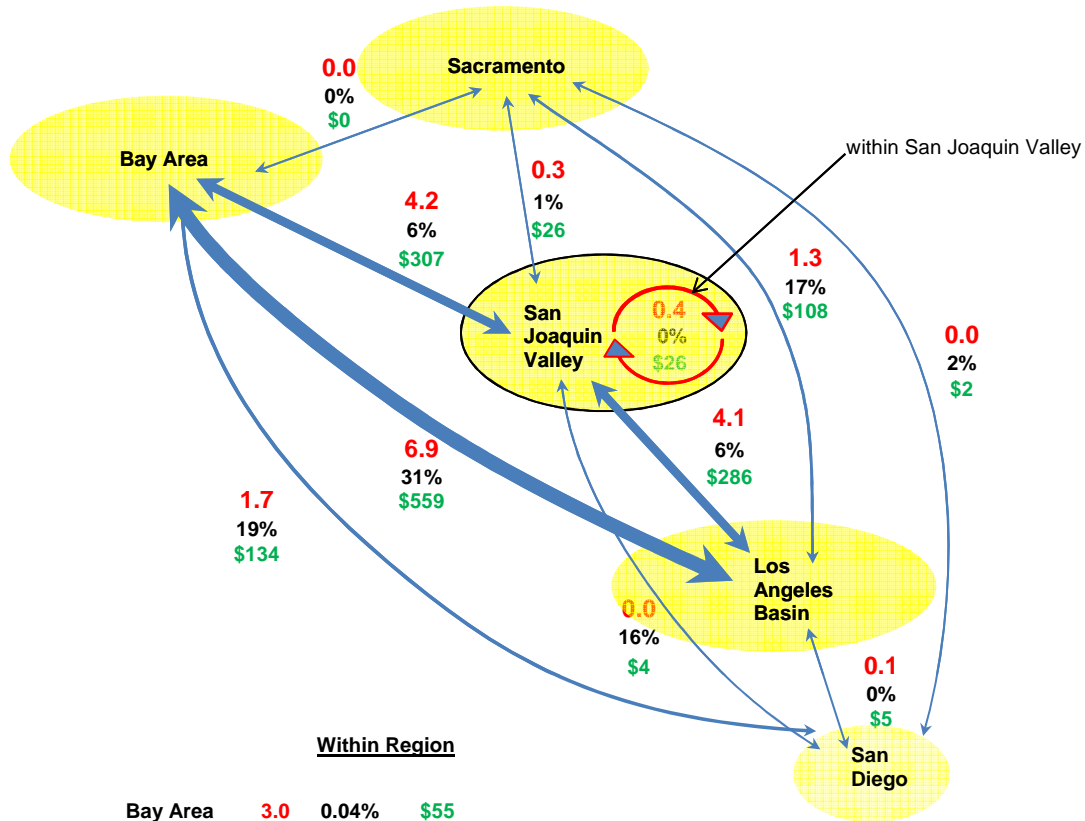 Sacramento
0.0
0%
$0
Bay Area
within San Joaquin Valley
0.3
1%
$26
4.2
6%
$307
1.3
17%
$108
San
Joaquin
Valley
0.4
0%
$26
0.0
2%
$2
4.1
6%
$286
6.9
31%
$559
1.7
19%
$134
Los
Angeles
Basin
0.0
16%
$4
0.1
0%
$5
San
Diego
Within Region
Bay Area 3.0 0.04% $55